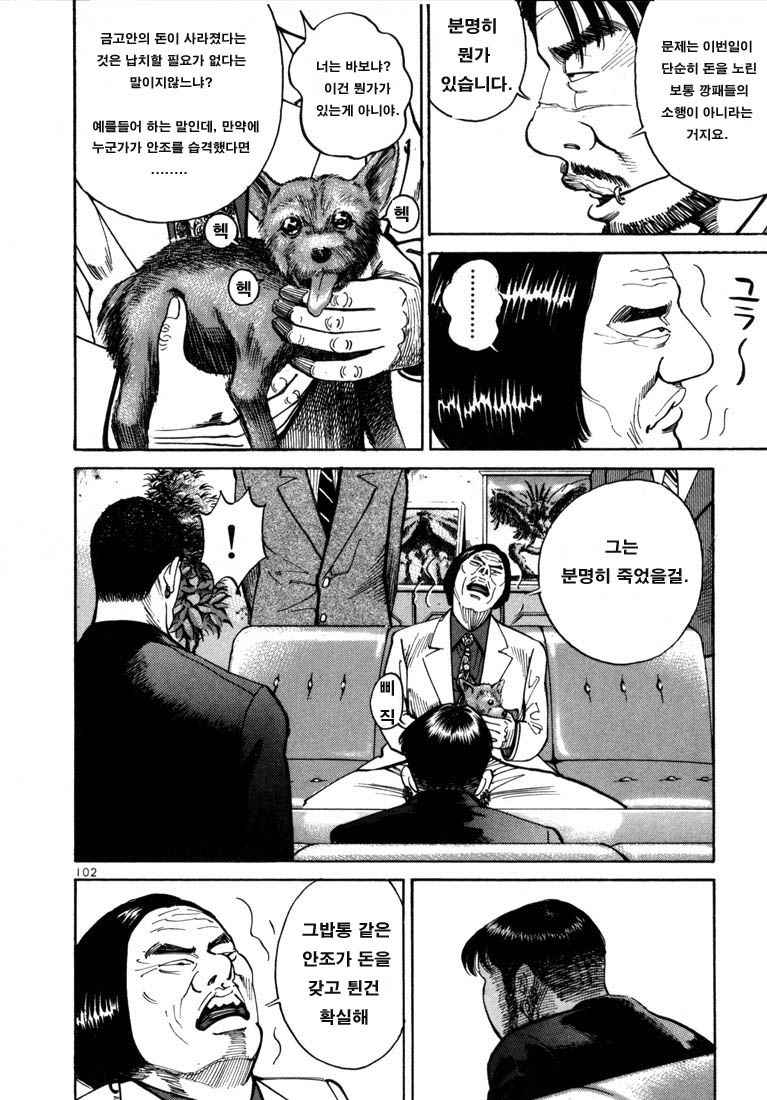 문제는 이번일이
단순히 돈을 노린
보통 깡패들의
소행이 아니라는
거지요.
분명히
뭔가
있습니다.
너는 바보냐?
이건 뭔가가
있는게 아니야.
금고안의 돈이 사라졌다는
것은 납치할 필요가 없다는
말이지않느냐?
예를들어 하는 말인데, 만약에
누군가가 안조를 습격했다면
........
헥
헥
헥
그극~
..........
그는
분명히 죽었을걸.
!
삐
직
102
그밥통 같은
안조가 돈을
갖고 튄건
확실해